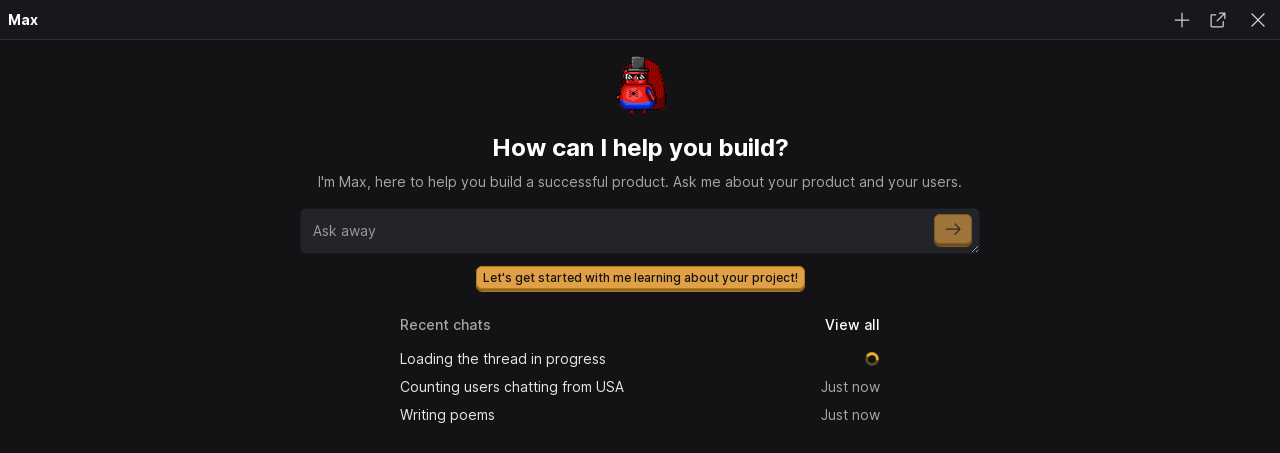 Max
How can I help you build?
I'm Max, here to help you build a successful product. Ask me about your product and your users.
Ask away
Let's get started with me learning about your project!
Recent chats View all
Loading the thread in progress
Counting users chatting from USA Just now
Writing poems Just now